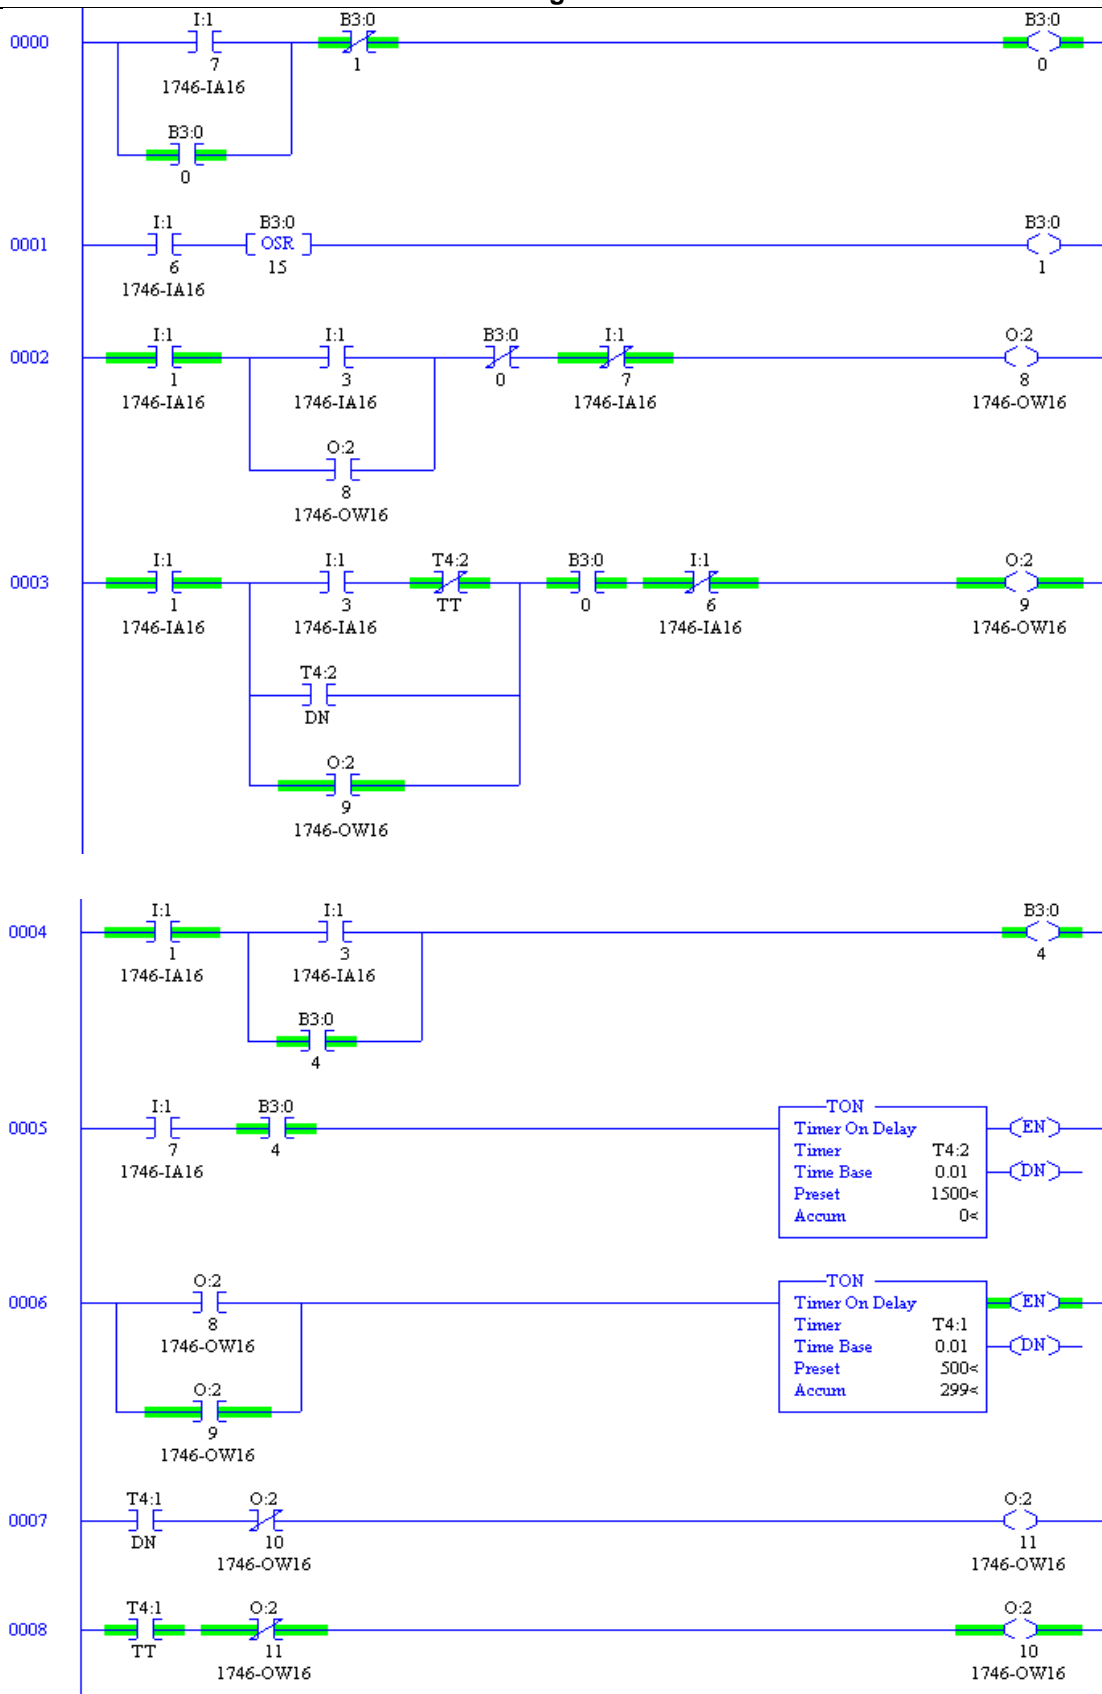 I:1 B3:0 B3:0
0000
7 1 0
1746-IA16
B3:0
0
I:1 B3:0 B3:0
0001 OSR
6 15 1
1746-IA16
I:1 I:1 B3:0 I:1 O:2
0002
1 3 0 7 8
1746-IA16 1746-IA16 1746-IA16 1746-OW16
O:2
8
1746-OW16
I:1 I:1 T4:2 B3:0 I:1 O:2
0003
1 3 TT 0 6 9
1746-IA16 1746-IA16 1746-IA16 1746-OW16
T4:2
DN
O:2
9
1746-OW16
I:1 I:1 B3:0
0004
1 3 4
1746-IA16 1746-IA16
B3:0
4
I:1 B3:0 TON
0005 Timer On Delay EN
7 4 Timer T4:2
1746-IA16 Time Base 0.01 DN
Preset 1500<
Accum 0<
O:2 TON
0006 Timer On Delay EN
8 Timer T4:1
1746-OW16 Time Base 0.01 DN
Preset 500<
O:2 Accum 299<
9
1746-OW16
T4:1 O:2 O:2
0007
DN 10 11
1746-OW16 1746-OW16
T4:1 O:2 O:2
0008
TT 11 10
1746-OW16 1746-OW16